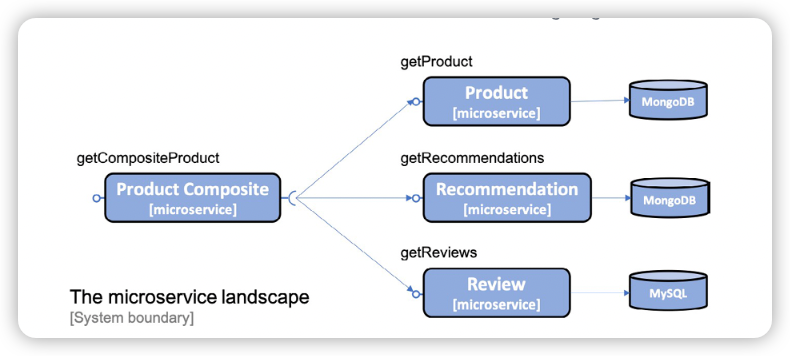 getProduct
Product
[microservice]
MongoDB
getCompositeProduct
Product Composite
[microservice]
getRecommendations
Recommendation
[microservice]
MongoDB
getReviews
Review
[microservice]
MySQL
The microservice landscape
[System boundary]